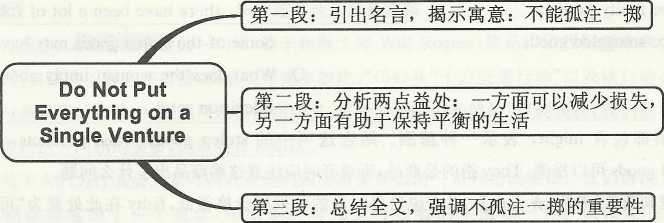 第一段：引出名言，揭示寓意：不能孤注一掷
Do Not Put
Everything on a
Single Venture
第二段：分析两点益处：一方面可以减少损失，
另一方面有助于保持平衡的生活
第三段：总结全文，强调不孤注一掷的重要性